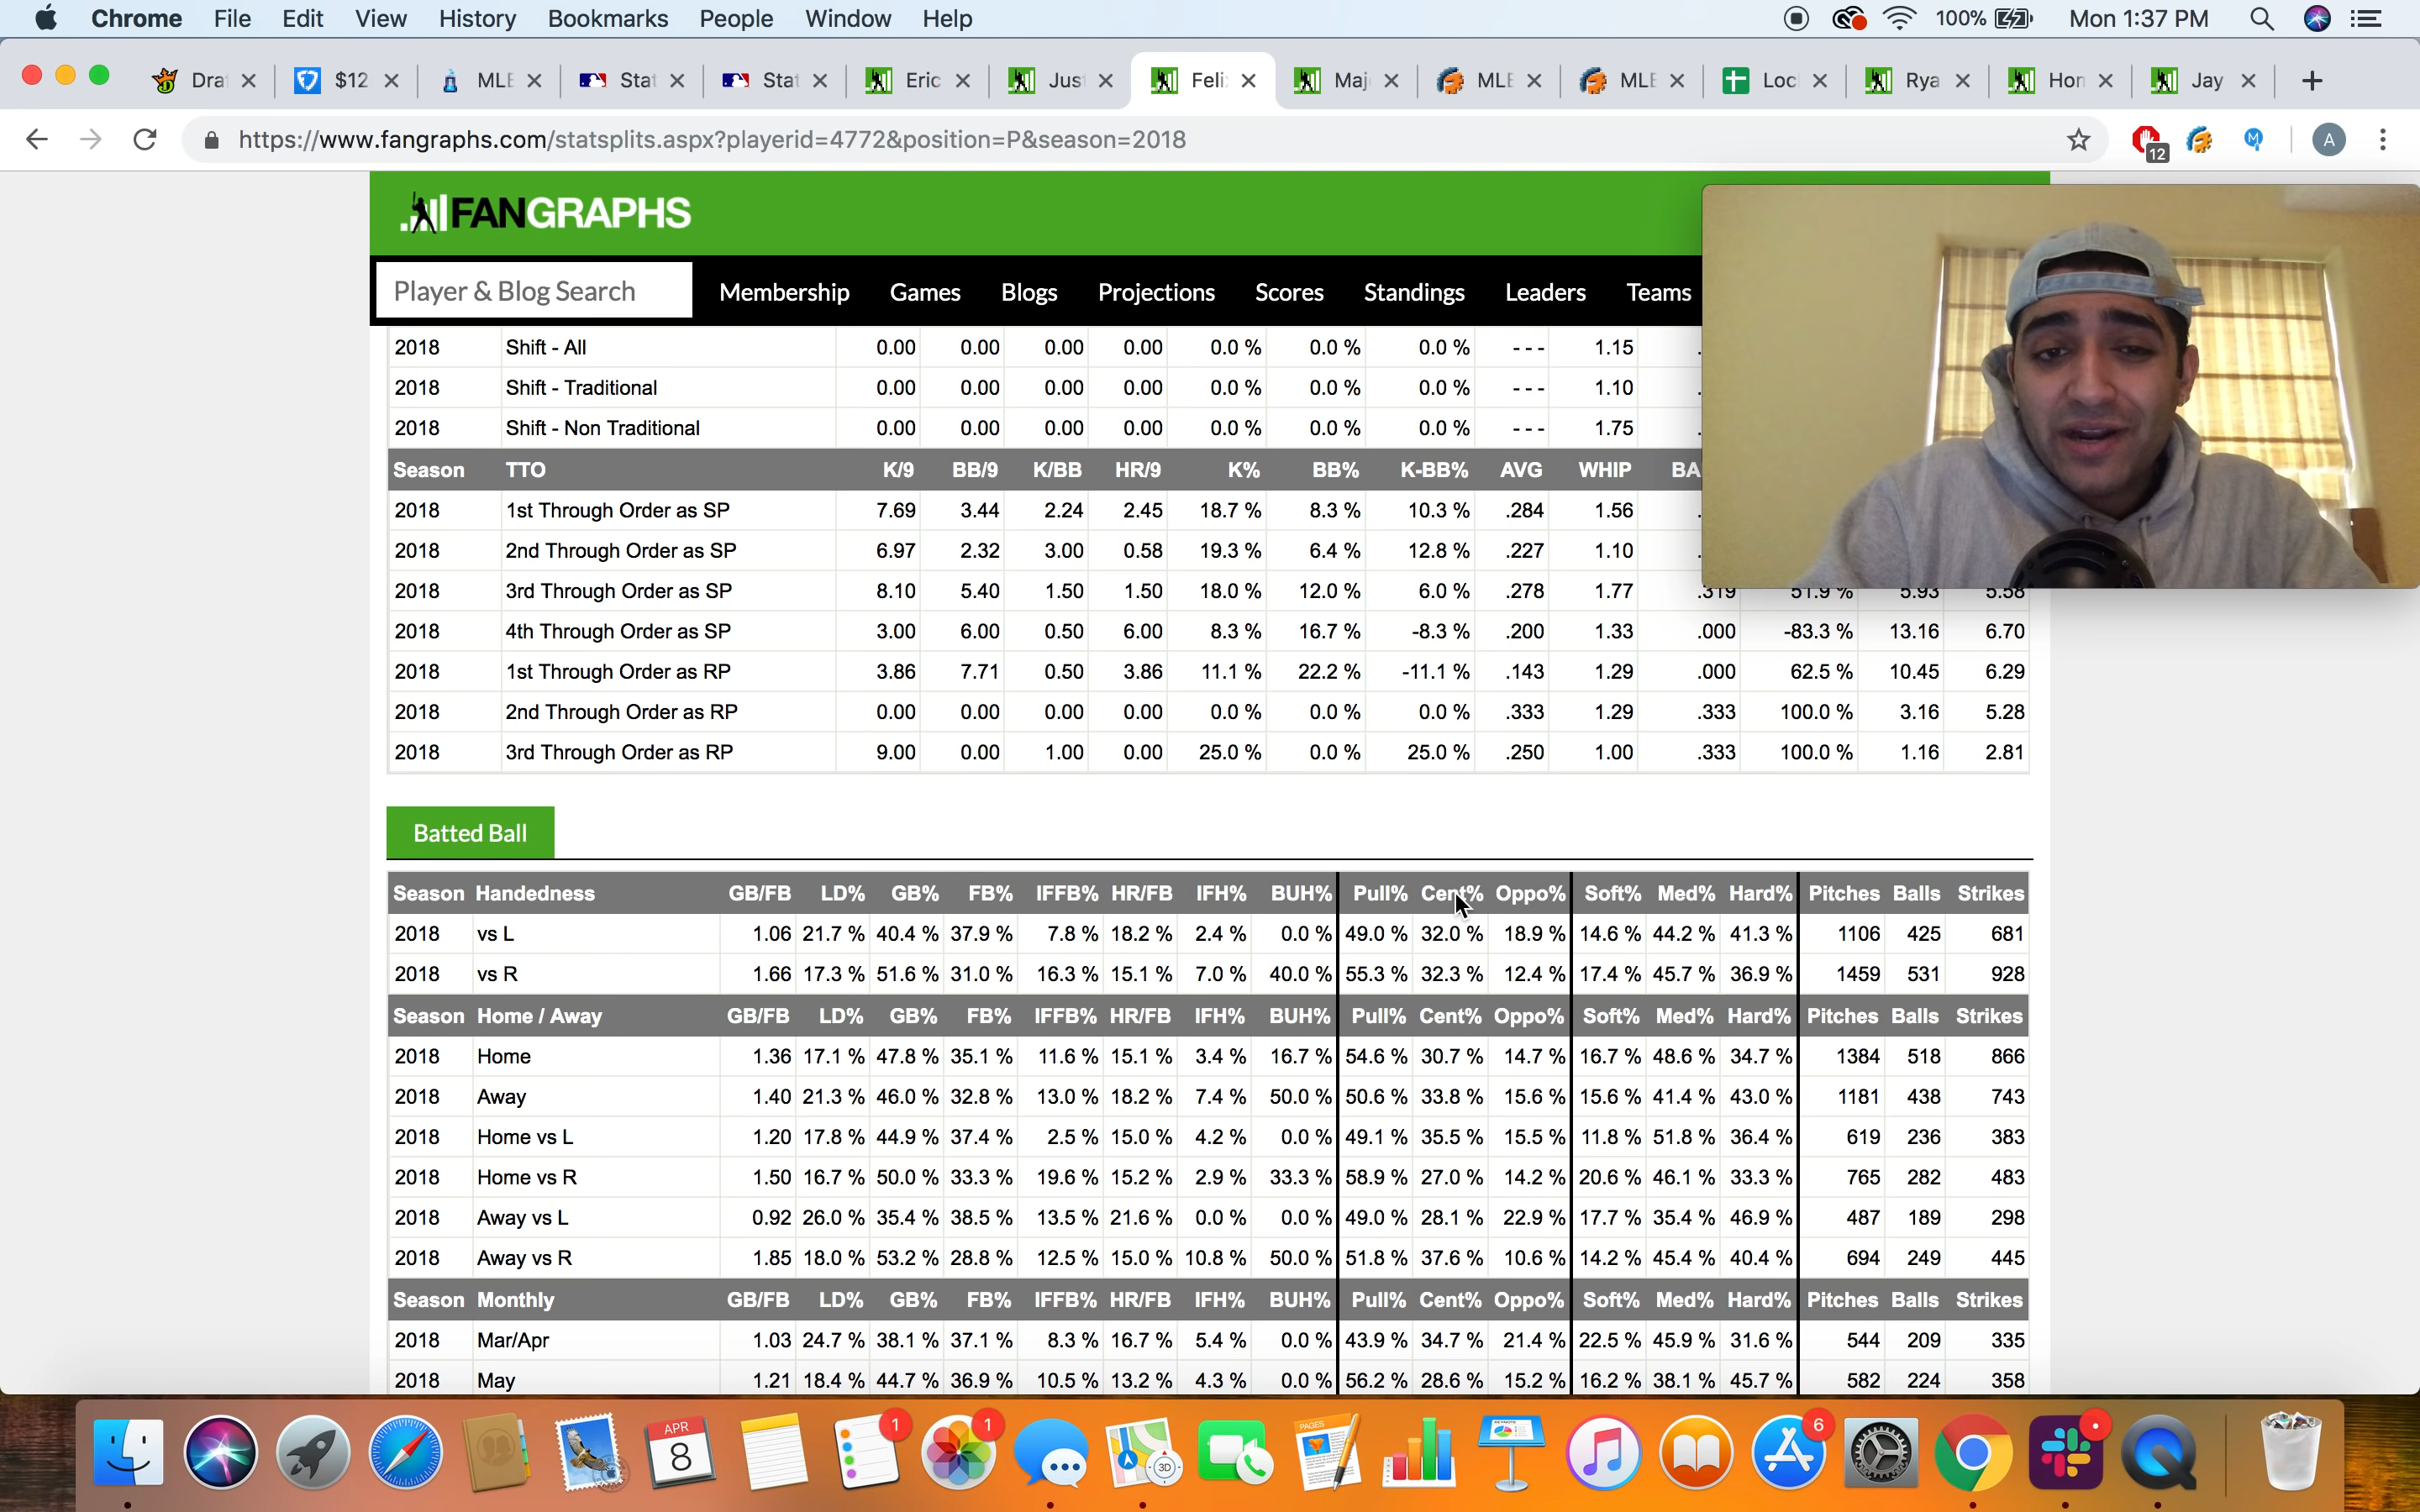 Chrome File Edit View History Bookmarks People Window Help 100% Mon 1:37 PM
Dra $12 MLB Stat Stat Eric Jus Feli Maj MLB MLB Loc Rya Hon Jay
https://www.fangraphs.com/statsplits.aspx?playerid=4772&position=P&season=2018 12 A
FANGRAPHS
Player & Blog Search Membership Games Blogs Projections Scores Standings Leaders Teams
2018 Shift - All 0.00 0.00 0.00 0.00 0.0 % 0.0 % 0.0 % - - - 1.15 .
2018 Shift - Traditional 0.00 0.00 0.00 0.00 0.0 % 0.0 % 0.0 % - - - 1.10 .
2018 Shift - Non Traditional 0.00 0.00 0.00 0.00 0.0 % 0.0 % 0.0 % - - - 1.75 .
Season TTO K/9 BB/9 K/BB HR/9 K% BB% K-BB% AVG WHIP BA
2018 1st Through Order as SP 7.69 3.44 2.24 2.45 18.7 % 8.3 % 10.3 % .284 1.56 .
2018 2nd Through Order as SP 6.97 2.32 3.00 0.58 19.3 % 6.4 % 12.8 % .227 1.10 .
2018 3rd Through Order as SP 8.10 5.40 1.50 1.50 18.0 % 12.0 % 6.0 % .278 1.77 .319 51.9 % 5.93 5.58
2018 4th Through Order as SP 3.00 6.00 0.50 6.00 8.3 % 16.7 % -8.3 % .200 1.33 .000 -83.3 % 13.16 6.70
2018 1st Through Order as RP 3.86 7.71 0.50 3.86 11.1 % 22.2 % -11.1 % .143 1.29 .000 62.5 % 10.45 6.29
2018 2nd Through Order as RP 0.00 0.00 0.00 0.00 0.0 % 0.0 % 0.0 % .333 1.29 .333 100.0 % 3.16 5.28
2018 3rd Through Order as RP 9.00 0.00 1.00 0.00 25.0 % 0.0 % 25.0 % .250 1.00 .333 100.0 % 1.16 2.81
Batted Ball
Season Handedness GB/FB LD% GB% FB% IFFB% HR/FB IFH% BUH% Pull% Cent% Oppo% Soft% Med% Hard% Pitches Balls Strikes
2018 vs L 1.06 21.7 % 40.4 % 37.9 % 7.8 % 18.2 % 2.4 % 0.0 % 49.0 % 32.0 % 18.9 % 14.6 % 44.2 % 41.3 % 1106 425 681
2018 vs R 1.66 17.3 % 51.6 % 31.0 % 16.3 % 15.1 % 7.0 % 40.0 % 55.3 % 32.3 % 12.4 % 17.4 % 45.7 % 36.9 % 1459 531 928
Season Home / Away GB/FB LD% GB% FB% IFFB% HR/FB IFH% BUH% Pull% Cent% Oppo% Soft% Med% Hard% Pitches Balls Strikes
2018 Home 1.36 17.1 % 47.8 % 35.1 % 11.6 % 15.1 % 3.4 % 16.7 % 54.6 % 30.7 % 14.7 % 16.7 % 48.6 % 34.7 % 1384 518 866
2018 Away 1.40 21.3 % 46.0 % 32.8 % 13.0 % 18.2 % 7.4 % 50.0 % 50.6 % 33.8 % 15.6 % 15.6 % 41.4 % 43.0 % 1181 438 743
2018 Home vs L 1.20 17.8 % 44.9 % 37.4 % 2.5 % 15.0 % 4.2 % 0.0 % 49.1 % 35.5 % 15.5 % 11.8 % 51.8 % 36.4 % 619 236 383
2018 Home vs R 1.50 16.7 % 50.0 % 33.3 % 19.6 % 15.2 % 2.9 % 33.3 % 58.9 % 27.0 % 14.2 % 20.6 % 46.1 % 33.3 % 765 282 483
2018 Away vs L 0.92 26.0 % 35.4 % 38.5 % 13.5 % 21.6 % 0.0 % 0.0 % 49.0 % 28.1 % 22.9 % 17.7 % 35.4 % 46.9 % 487 189 298
2018 Away vs R 1.85 18.0 % 53.2 % 28.8 % 12.5 % 15.0 % 10.8 % 50.0 % 51.8 % 37.6 % 10.6 % 14.2 % 45.4 % 40.4 % 694 249 445
Season Monthly GB/FB LD% GB% FB% IFFB% HR/FB IFH% BUH% Pull% Cent% Oppo% Soft% Med% Hard% Pitches Balls Strikes
2018 Mar/Apr 1.03 24.7 % 38.1 % 37.1 % 8.3 % 16.7 % 5.4 % 0.0 % 43.9 % 34.7 % 21.4 % 22.5 % 45.9 % 31.6 % 544 209 335
2018 May 1.21 18.4 % 44.7 % 36.9 % 10.5 % 13.2 % 4.3 % 0.0 % 56.2 % 28.6 % 15.2 % 16.2 % 38.1 % 45.7 % 582 224 358
APR 8 1 1 3D PAGES 6